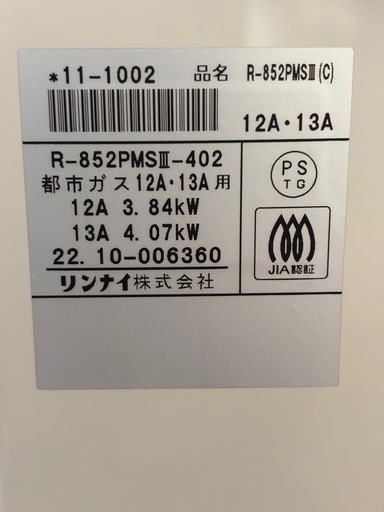 *11-1002 品名 R-852PMSⅢ(C)
12A・13A
R-852PMSⅢ-402
都市ガス12A・13A用
12A 3.84kW
13A 4.07kW
22.10-006360
リンナイ株式会社
PS
TG
JIA認証